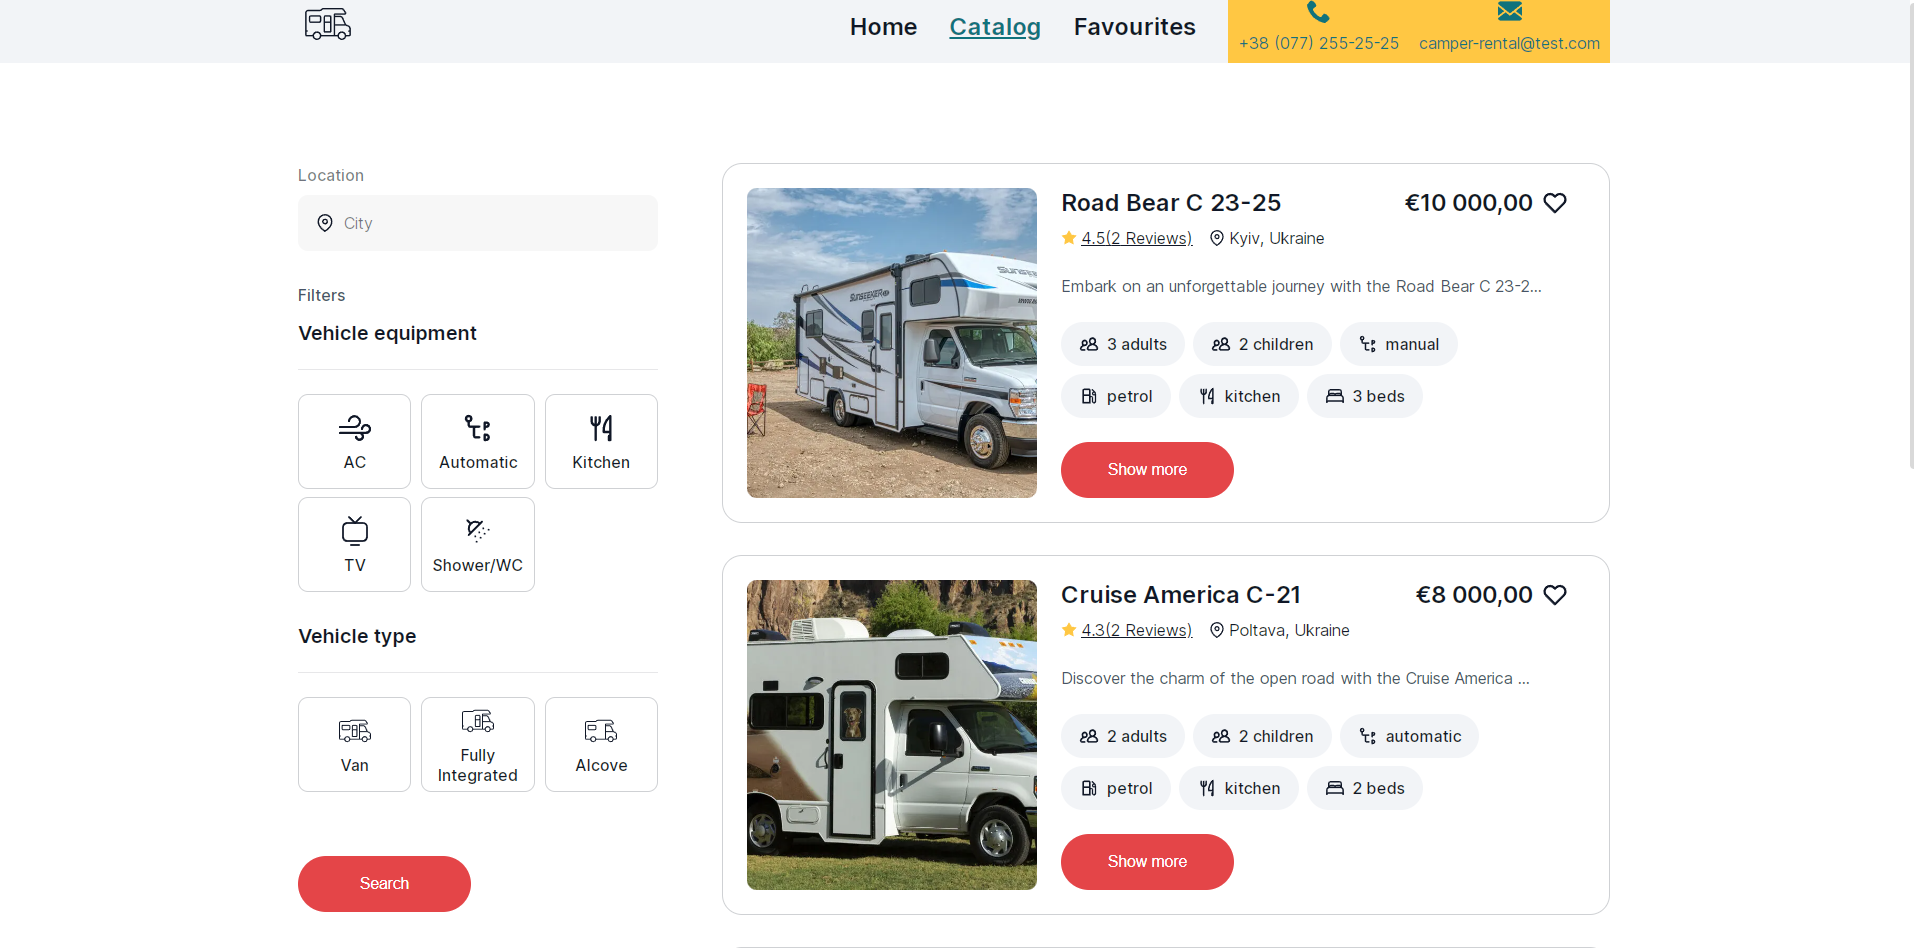 Home
Catalog
Favourites
+38 (077) 255-25-25
camper-rental@test.com
Location
City
Filters
Vehicle equipment
AC
Automatic
Kitchen
TV
Shower/WC
Vehicle type
Van
Fully
Integrated
Alcove
Search
SUNSEEKER
SUNSEEKER
Road Bear C 23-25
€10 000,00
4.5(2 Reviews)
Kyiv, Ukraine
Embark on an unforgettable journey with the Road Bear C 23-2...
3 adults
2 children
manual
petrol
kitchen
3 beds
Show more
Cruise America C-21
€8 000,00
4.3(2 Reviews)
Poltava, Ukraine
Discover the charm of the open road with the Cruise America ...
2 adults
2 children
automatic
petrol
kitchen
2 beds
Show more